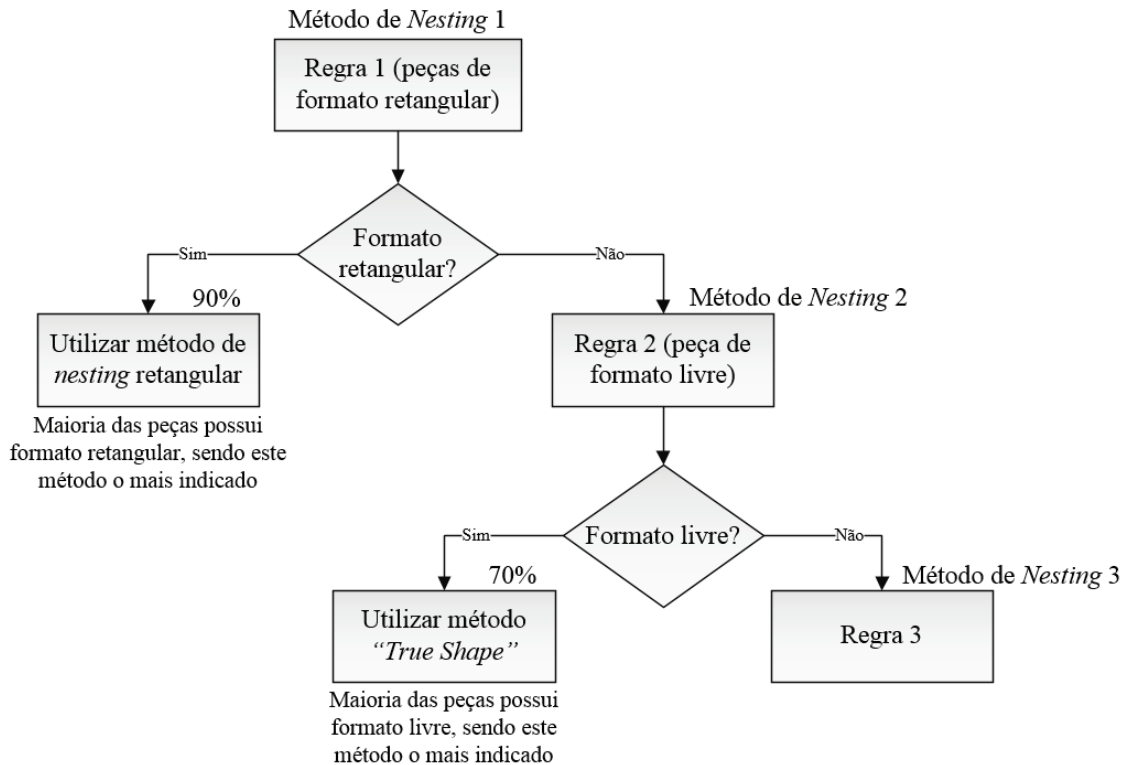 Método de Nesting 1
Regra 1 (peças de
formato retangular)
Formato
retangular?
Sim
Não
90%
Utilizar método de
nesting retangular
Maioria das peças possui
formato retangular, sendo este
método o mais indicado
Método de Nesting 2
Regra 2 (peça de
formato livre)
Formato livre?
Sim
Não
70%
Utilizar método
“True Shape”
Maioria das peças possui
formato livre, sendo este
método o mais indicado
Método de Nesting 3
Regra 3